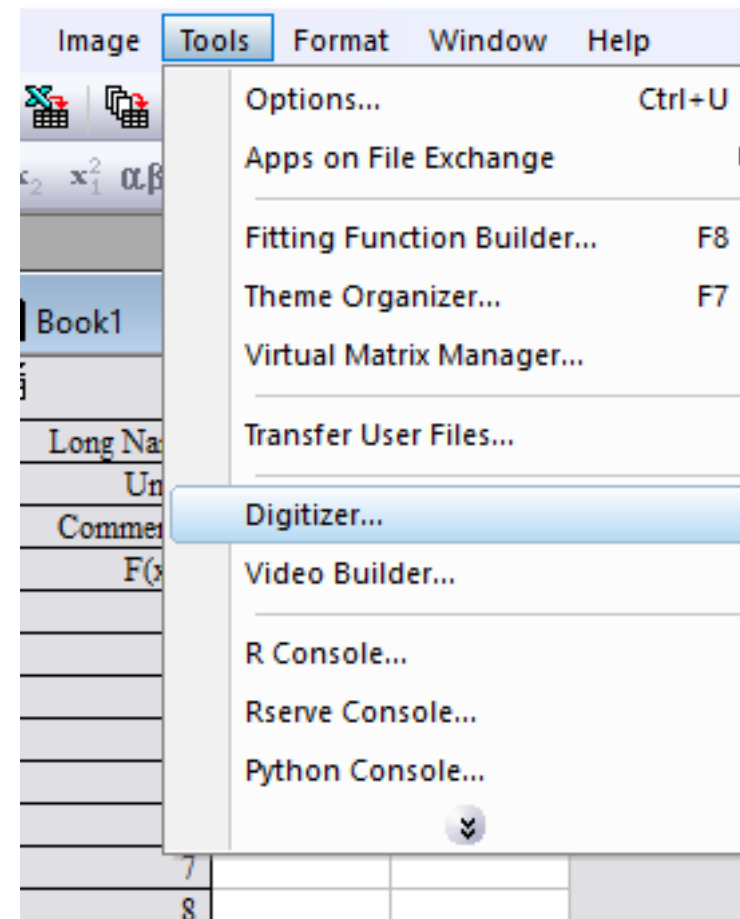 Image Tools Format Window Help
Options... Ctrl+U
Apps on File Exchange
αβ
Fitting Function Builder... F8
Book1
Theme Organizer... F7
Virtual Matrix Manager...
Long Na
Transfer User Files...
Un
Digitizer...
Commen
F(x
Video Builder...
R Console...
Rserve Console...
Python Console...
7
8